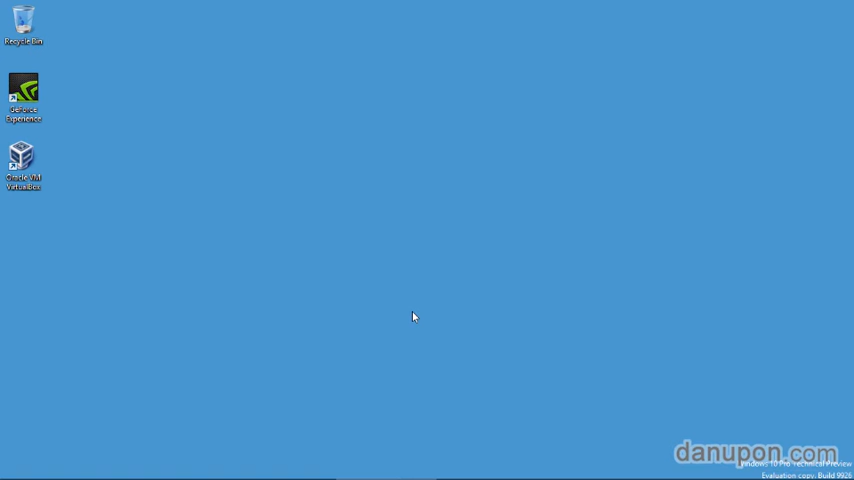 Recycle Bin
GeForce
Experience
Oracle VM
VirtualBox
danupon.com
Windows 10 Pro Technical Preview
Evaluation copy. Build 9926